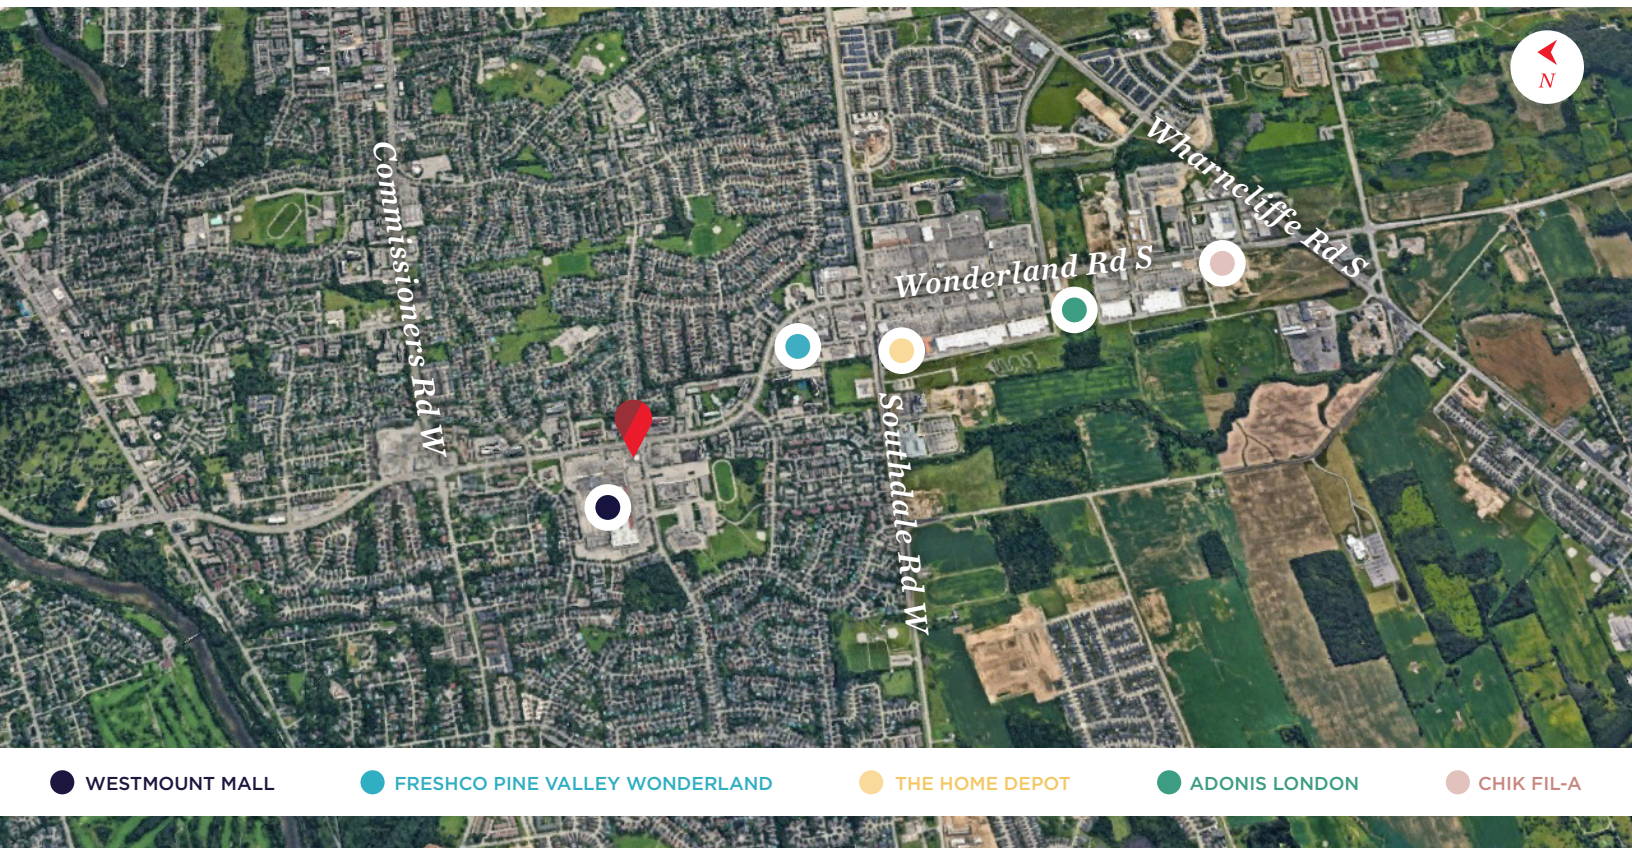 N
Commissioners Rd W
Wharncliffe Rd S
Wonderland Rd S
Southdale Rd W
WESTMOUNT MALL
FRESHCO PINE VALLEY WONDERLAND
THE HOME DEPOT
ADONIS LONDON
CHIK FIL-A